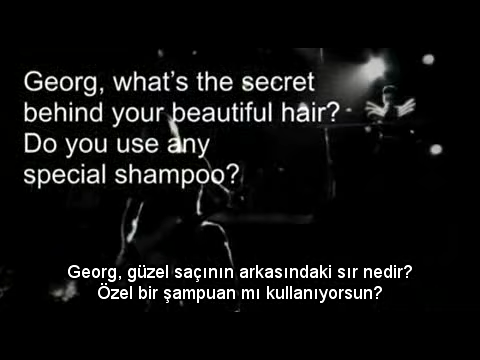 Georg, what's the secret
behind your beautiful hair?
Do you use any
special shampoo?
Georg, güzel saçının arkasındaki sır nedir?
Özel bir şampuan mı kullanıyorsun?